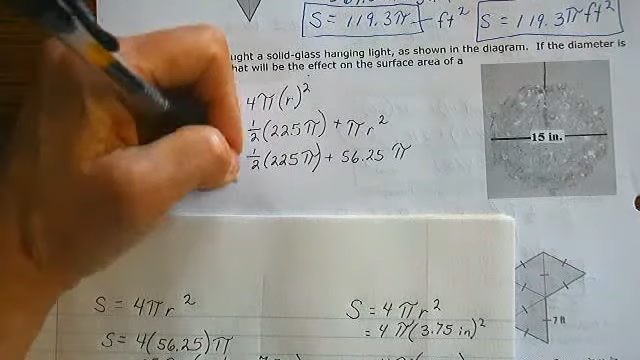 S = 119.3π ft²
S = 119.3π ft²
ught a solid-glass hanging light, as shown in the diagram. If the diameter is
hat will be the effect on the surface area of a
4π(r)²
½(225π) + πr²
½(225π) + 56.25 π
15 in.
7 ft
S = 4πr²
S = 4(56.25)π
S = 4πr²
= 4π(3.75 in)²